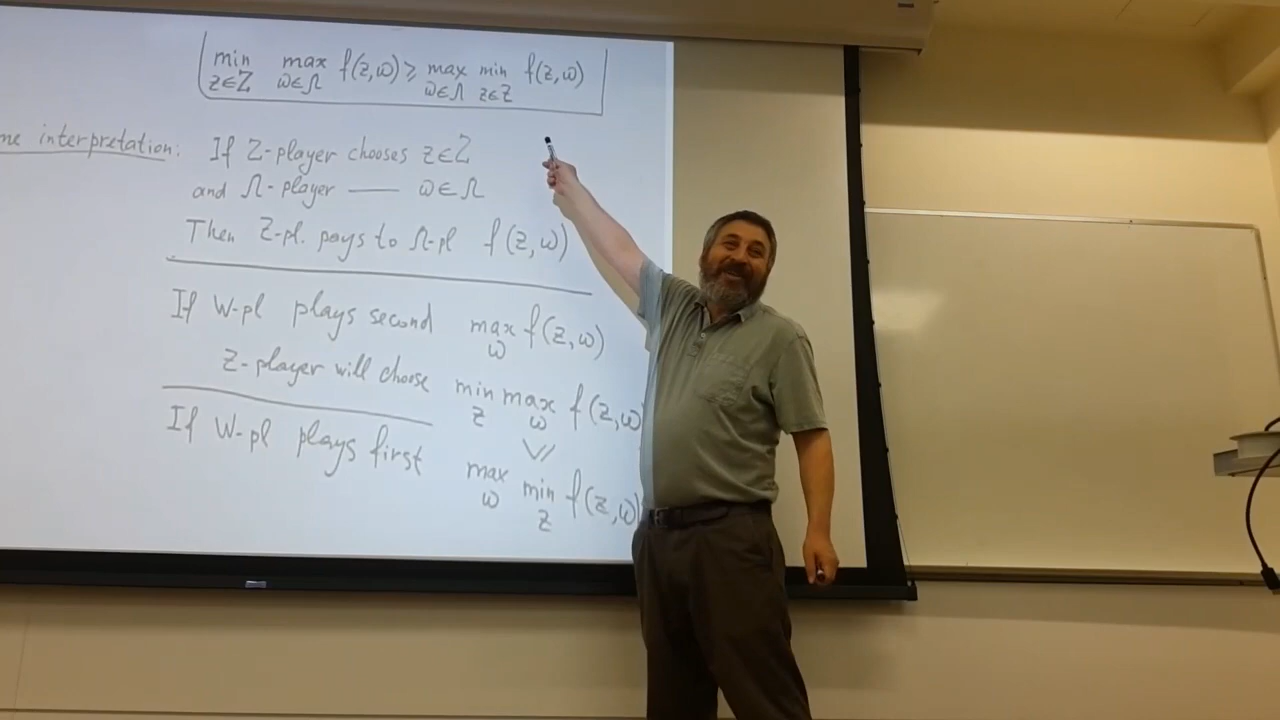 min max f(z,ω) ⩾ max min f(z,ω)
z∈Z ω∈Ω ω∈Ω z∈Z
me interpretation: If Z-player chooses z∈Z
and Ω-player — ω∈Ω
Then Z-pl. pays to Ω-pl f(z,ω)
If W-pl plays second max f(z,ω)
ω
Z-player will choose min max f(z,ω)
z ω
\//
If W-pl plays first max min f(z,ω)
ω z